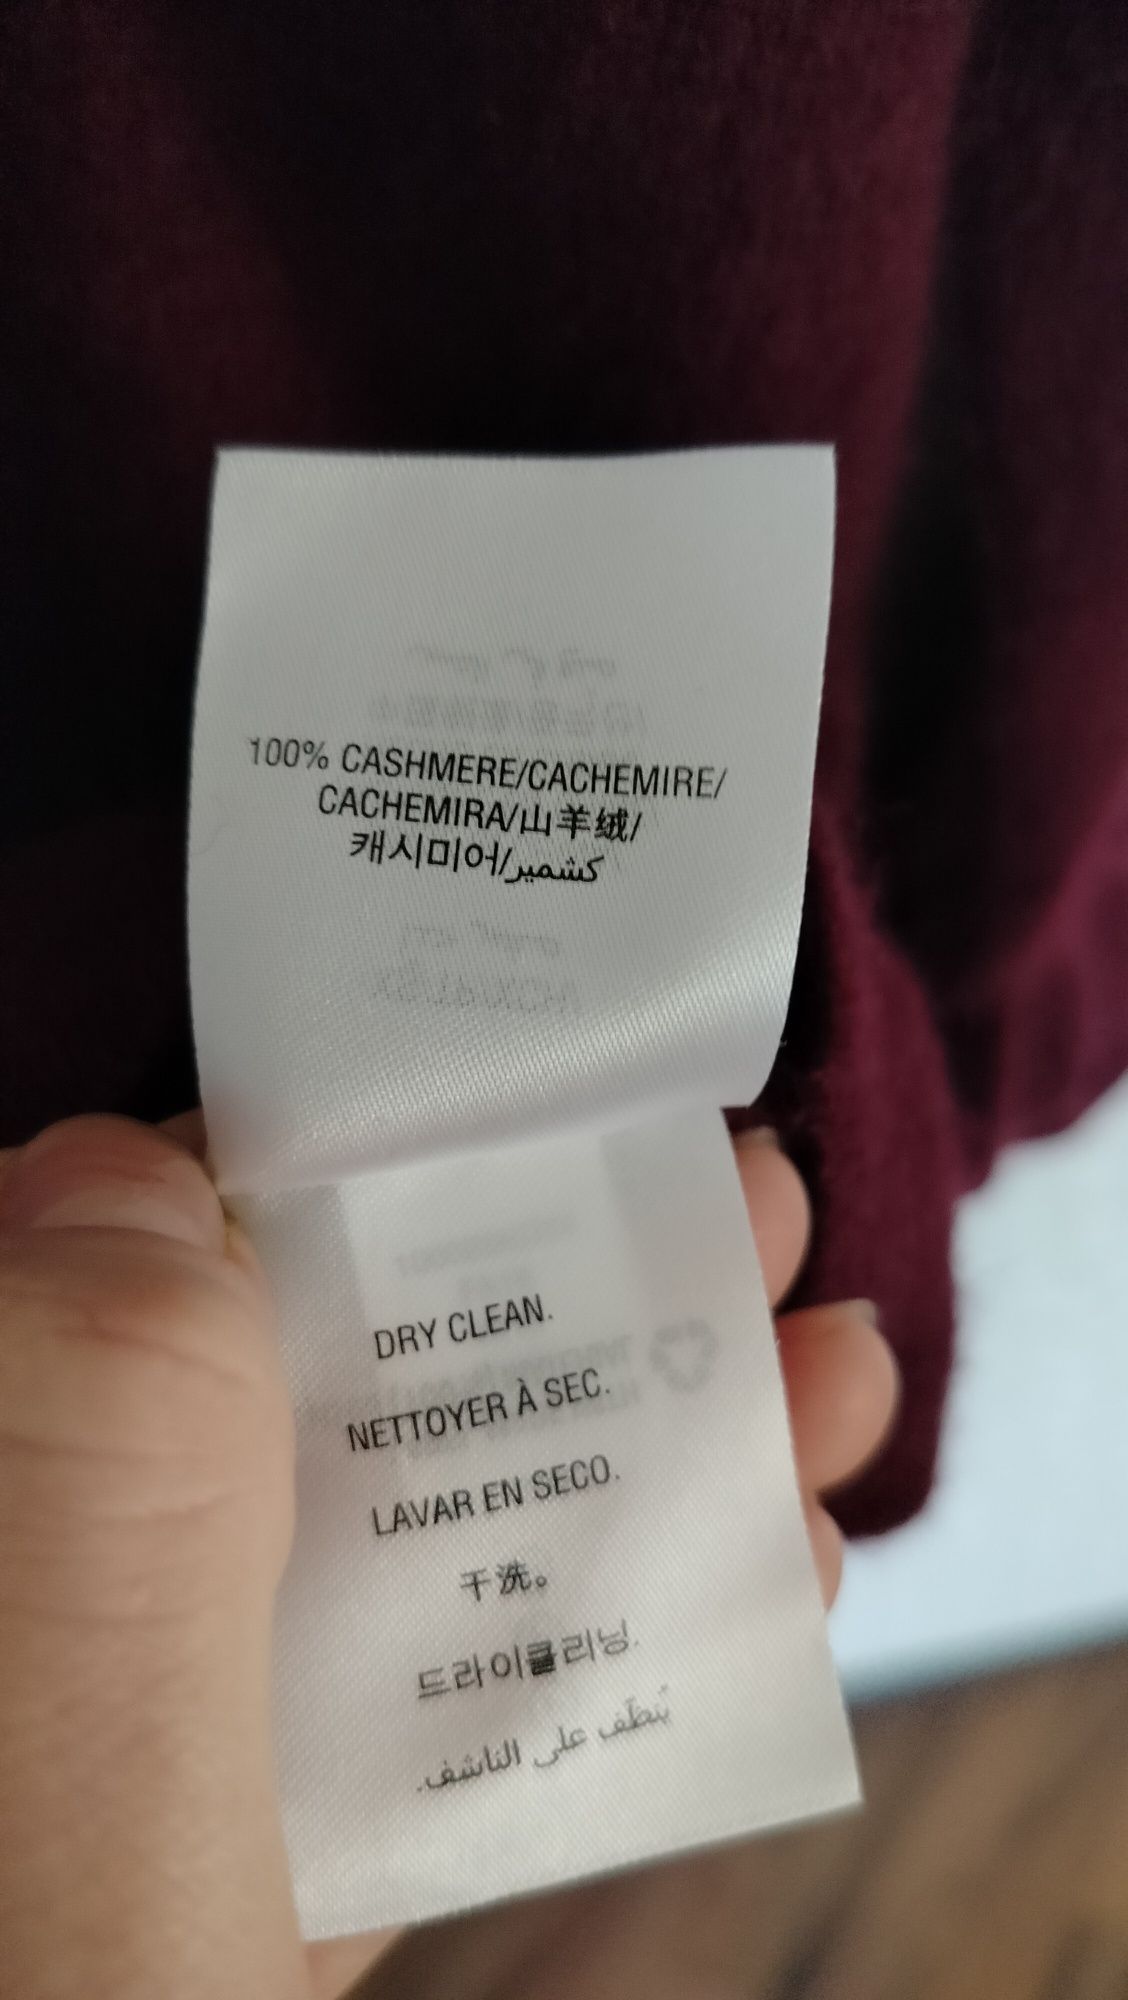 100% CASHMERE/CACHEMIRE/
CACHEMIRA/山羊绒/
캐시미어/كشمير
DRY CLEAN.
NETTOYER À SEC.
LAVAR EN SECO.
干洗。
드라이클리닝.
يُنظّف على الناشف.